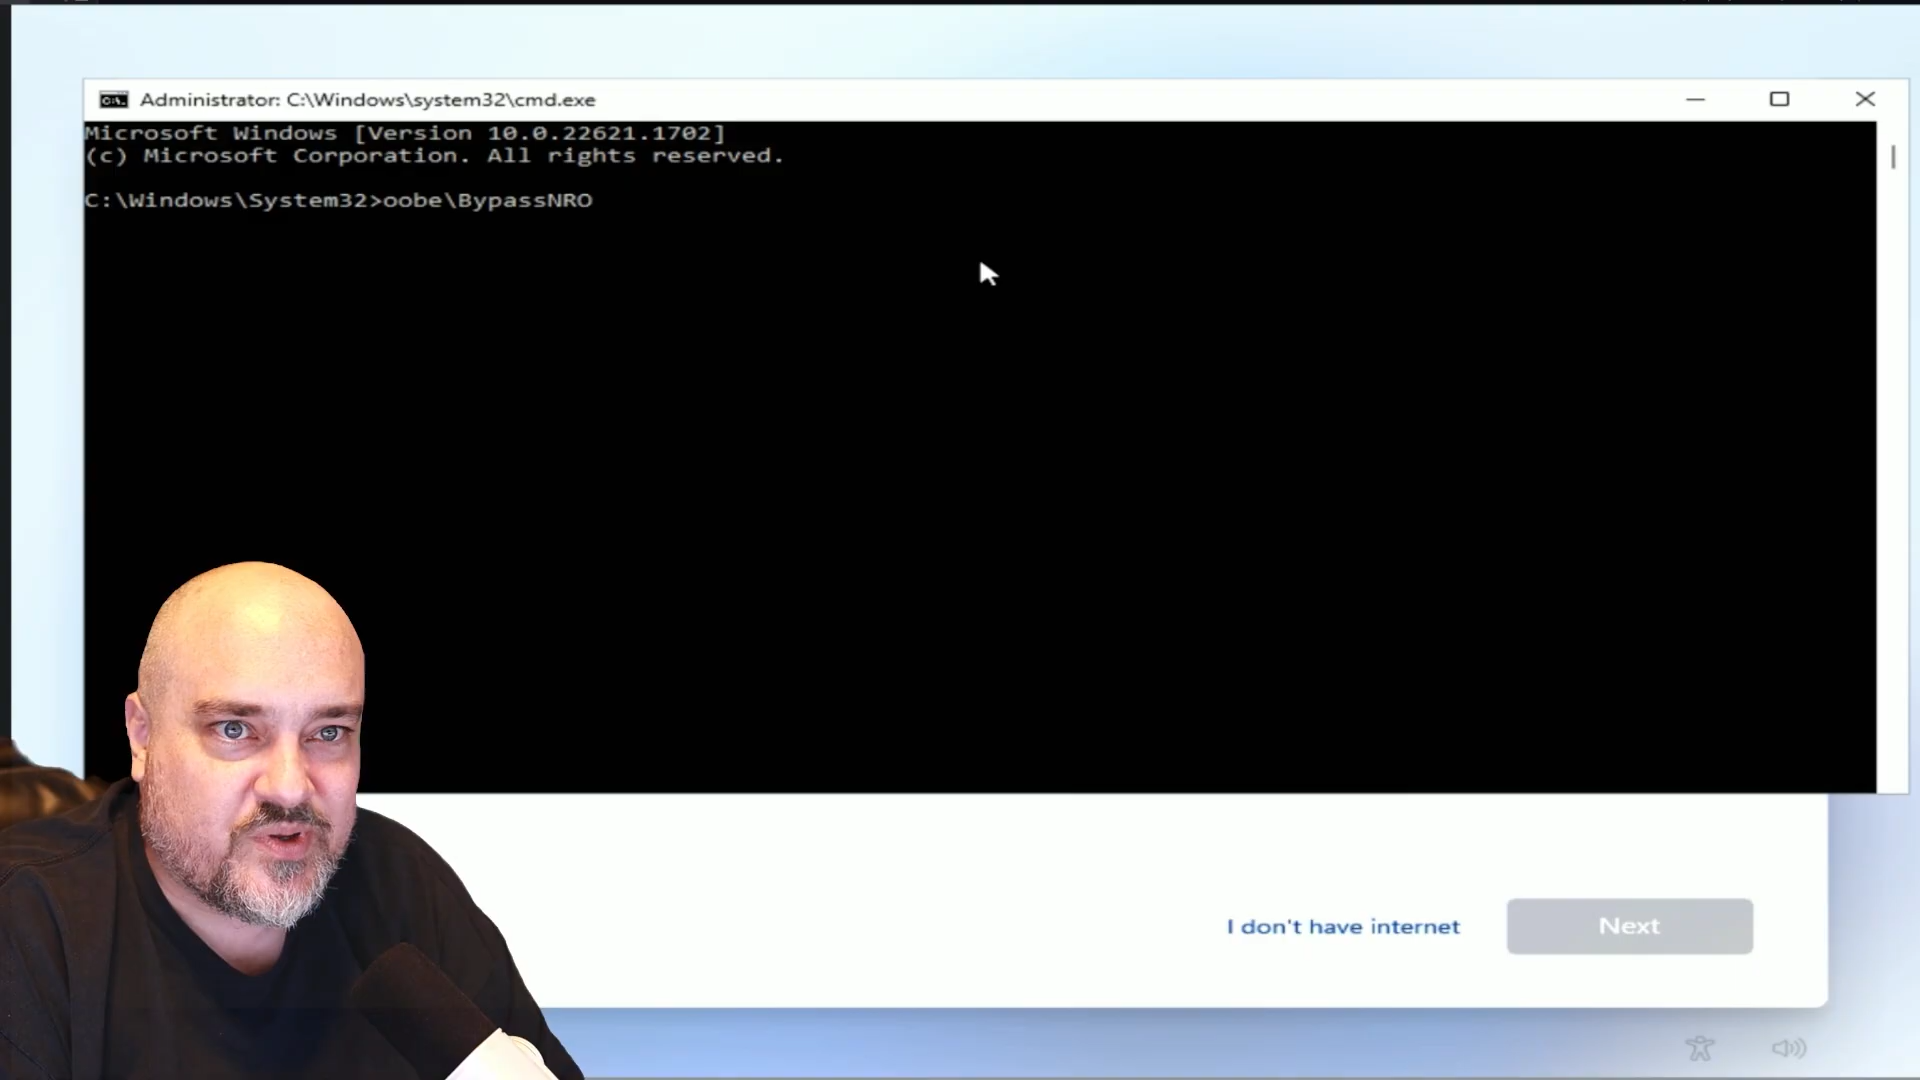 Administrator: C:\Windows\system32\cmd.exe
Microsoft Windows [Version 10.0.22621.1702]
(c) Microsoft Corporation. All rights reserved.
C:\Windows\System32>oobe\BypassNRO
I don't have internet
Next